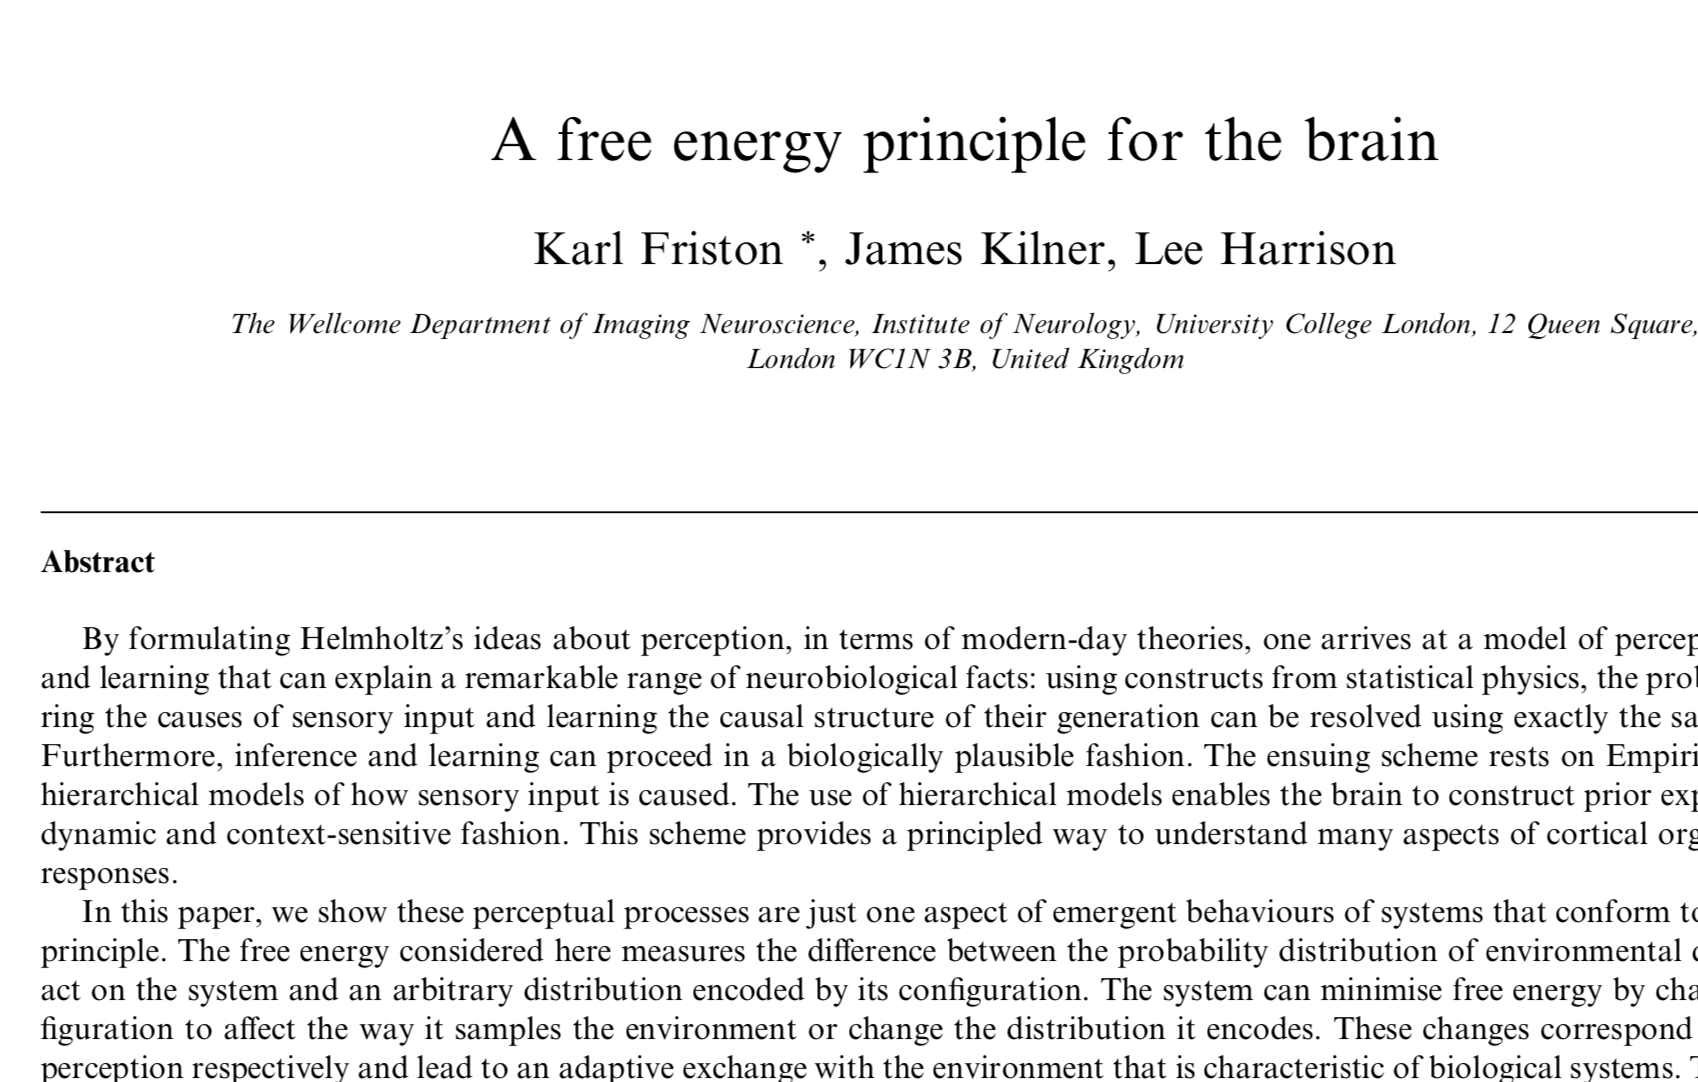 A free energy principle for the brain
Karl Friston *, James Kilner, Lee Harrison
The Wellcome Department of Imaging Neuroscience, Institute of Neurology, University College London, 12 Queen Square,
London WC1N 3B, United Kingdom
Abstract
By formulating Helmholtz’s ideas about perception, in terms of modern-day theories, one arrives at a model of percep
and learning that can explain a remarkable range of neurobiological facts: using constructs from statistical physics, the pro
ring the causes of sensory input and learning the causal structure of their generation can be resolved using exactly the sa
Furthermore, inference and learning can proceed in a biologically plausible fashion. The ensuing scheme rests on Empiri
hierarchical models of how sensory input is caused. The use of hierarchical models enables the brain to construct prior exp
dynamic and context-sensitive fashion. This scheme provides a principled way to understand many aspects of cortical org
responses.
In this paper, we show these perceptual processes are just one aspect of emergent behaviours of systems that conform to
principle. The free energy considered here measures the difference between the probability distribution of environmental
act on the system and an arbitrary distribution encoded by its configuration. The system can minimise free energy by cha
figuration to affect the way it samples the environment or change the distribution it encodes. These changes correspond
perception respectively and lead to an adaptive exchange with the environment that is characteristic of biological systems. T